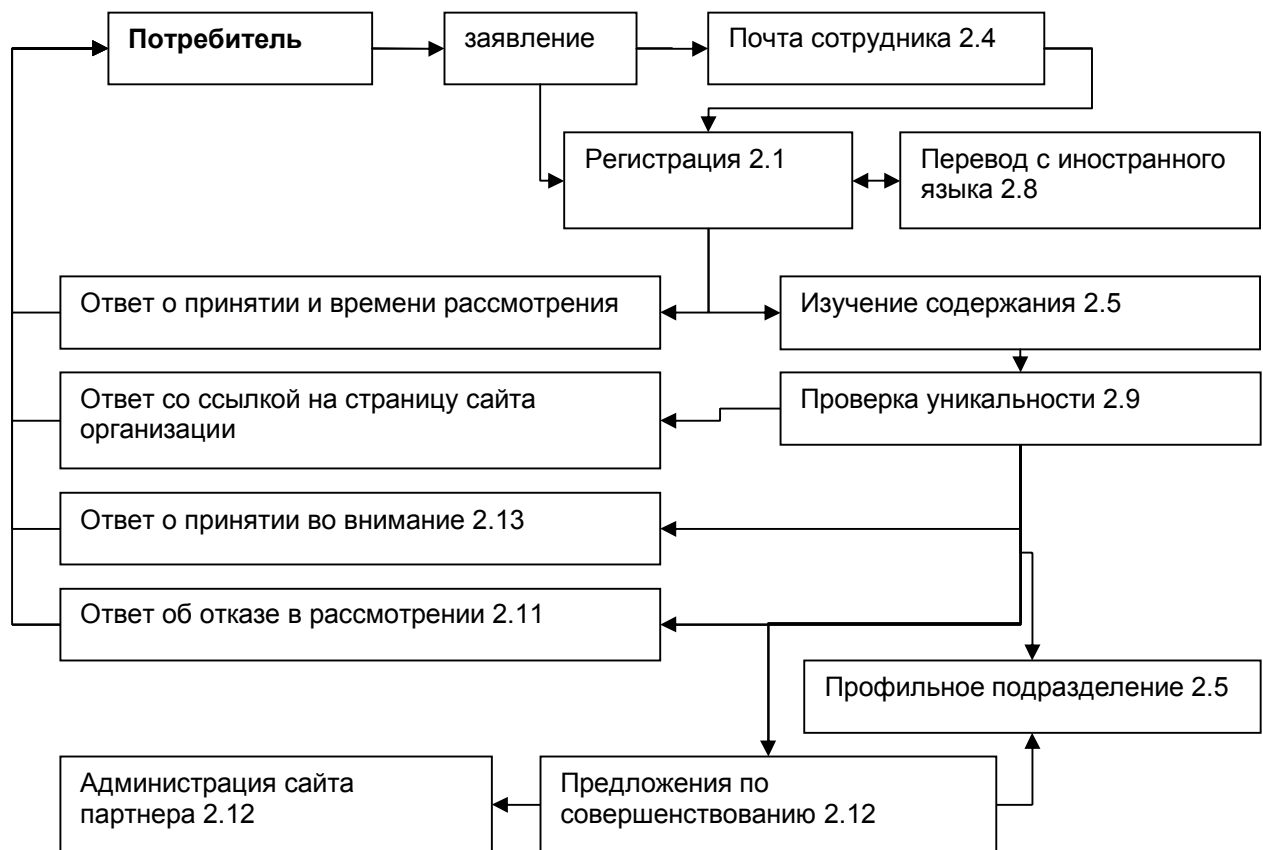 Потребитель
заявление
Почта сотрудника 2.4
Регистрация 2.1
Перевод с иностранного
языка 2.8
Ответ о принятии и времени рассмотрения
Изучение содержания 2.5
Ответ со ссылкой на страницу сайта
организации
Проверка уникальности 2.9
Ответ о принятии во внимание 2.13
Ответ об отказе в рассмотрении 2.11
Профильное подразделение 2.5
Администрация сайта
партнера 2.12
Предложения по
совершенствованию 2.12